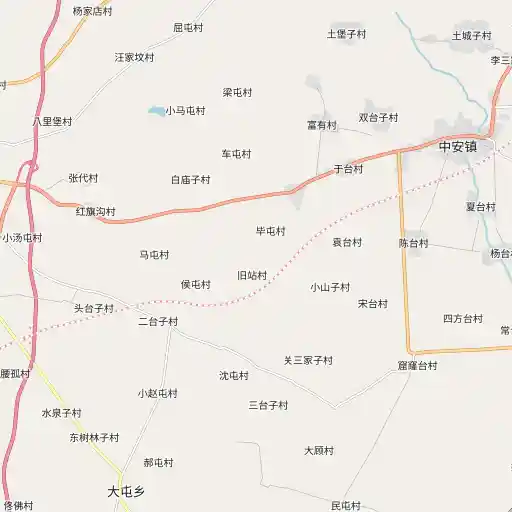 杨家店村
屈屯村
土堡子村
土城子村
汪家坟村
李三
村
梁屯村
小马屯村
八里堡村
富有村
双台子村
中安镇
车屯村
于台村
张代村
白庙子村
红旗沟村
夏台村
毕屯村
小汤屯村
袁台村
陈台村
马屯村
杨台
旧站村
侯屯村
小山子村
宋台村
头台子村
二台子村
四方台村
常
关三家子村
窟窿台村
腰孤村
沈屯村
小赵屯村
三台子村
水泉子村
东树林子村
大顾村
郝屯村
大屯乡
佟佛村
民屯村